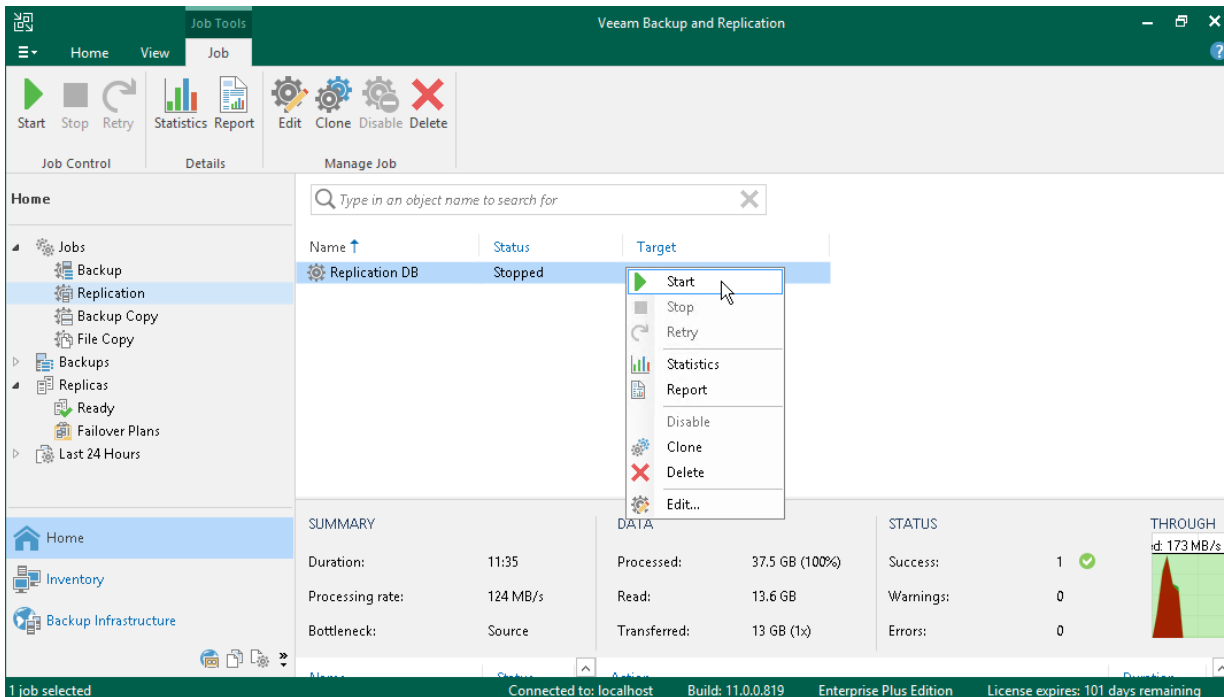 Job Tools
Veeam Backup and Replication
Home View Job
?
Start Stop Retry Statistics Report Edit Clone Disable Delete
Job Control Details Manage Job
Home
Type in an object name to search for
Jobs
Backup
Replication
Backup Copy
File Copy
Backups
Replicas
Ready
Failover Plans
Last 24 Hours
Name Status Target
Replication DB Stopped
Start
Stop
Retry
Statistics
Report
Disable
Clone
Delete
Edit...
Home
Inventory
Backup Infrastructure
SUMMARY DATA STATUS THROUGH
Duration: 11:35 Processed: 37.5 GB (100%) Success: 1
Processing rate: 124 MB/s Read: 13.6 GB Warnings: 0
Bottleneck: Source Transferred: 13 GB (1x) Errors: 0
ed: 173 MB/s
1 job selected Connected to: localhost Build: 11.0.0.819 Enterprise Plus Edition License expires: 101 days remaining